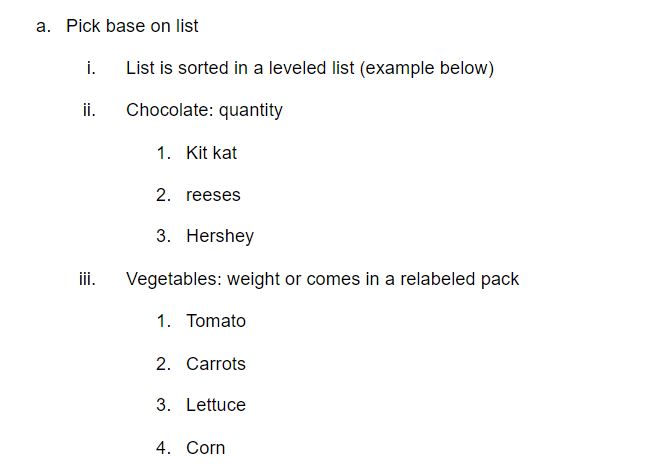 a. Pick base on list
i. List is sorted in a leveled list (example below)
ii. Chocolate: quantity
1. Kit kat
2. reeses
3. Hershey
iii. Vegetables: weight or comes in a relabeled pack
1. Tomato
2. Carrots
3. Lettuce
4. Corn